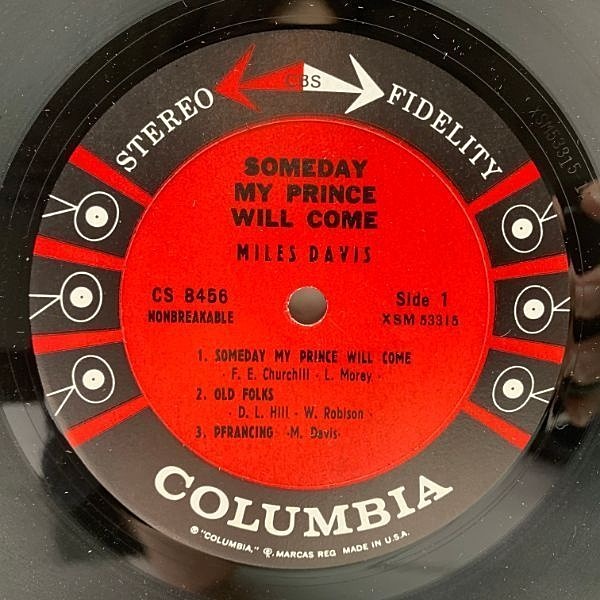 CBS
STEREO FIDELITY
SOMEDAY
MY PRINCE
WILL COME
MILES DAVIS
CS 8456
NONBREAKABLE
Side 1
XSM 53315
1. SOMEDAY MY PRINCE WILL COME
- F. E. Churchill - L. Morey -
2. OLD FOLKS
- D. L. Hill - W. Robison -
3. PFRANCING -M. Davis-
COLUMBIA
® "COLUMBIA," ®, MARCAS REG MADE IN U.S.A.
XSM53315